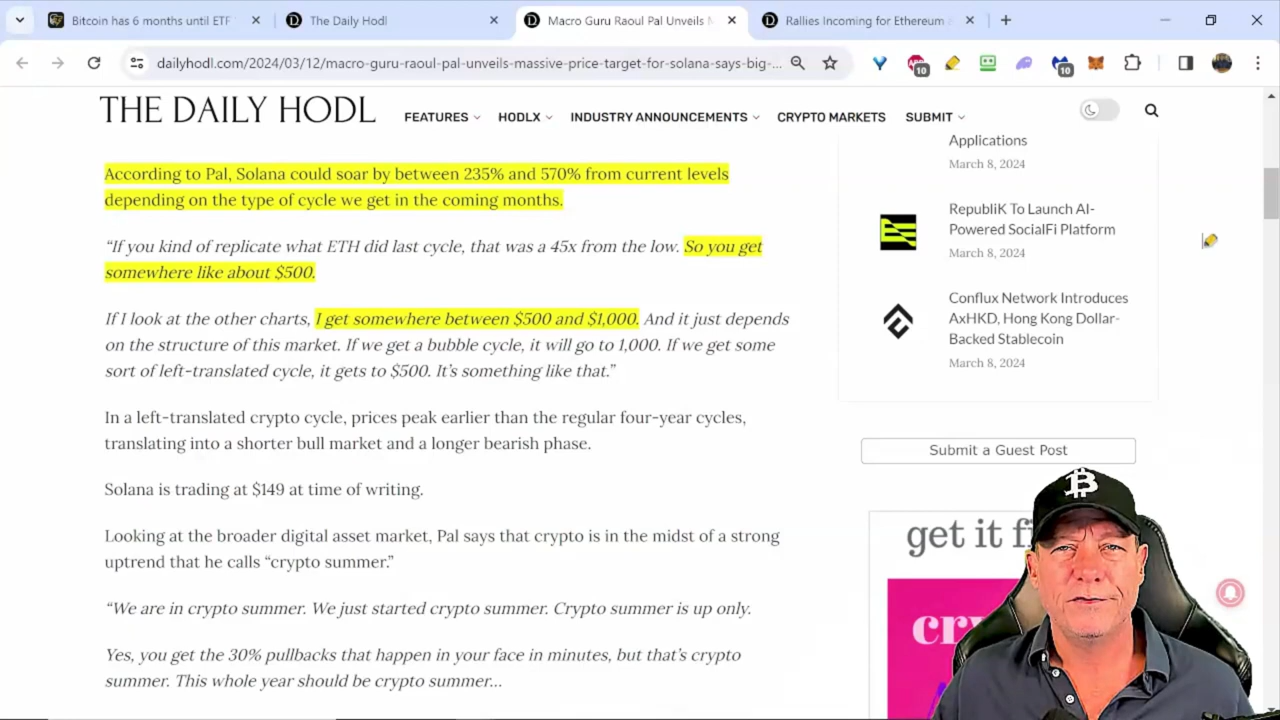 Bitcoin has 6 months until ETF
The Daily Hodl
Macro Guru Raoul Pal Unveils
Rallies Incoming for Ethereum
dailyhodl.com/2024/03/12/macro-guru-raoul-pal-unveils-massive-price-target-for-solana-says-big-...
10
10
THE DAILY HODL
FEATURES
HODLX
INDUSTRY ANNOUNCEMENTS
CRYPTO MARKETS
SUBMIT
According to Pal, Solana could soar by between 235% and 570% from current levels
depending on the type of cycle we get in the coming months.
“If you kind of replicate what ETH did last cycle, that was a 45x from the low. So you get
somewhere like about $500.
If I look at the other charts, I get somewhere between $500 and $1,000. And it just depends
on the structure of this market. If we get a bubble cycle, it will go to 1,000. If we get some
sort of left-translated cycle, it gets to $500. It’s something like that.”
In a left-translated crypto cycle, prices peak earlier than the regular four-year cycles,
translating into a shorter bull market and a longer bearish phase.
Solana is trading at $149 at time of writing.
Looking at the broader digital asset market, Pal says that crypto is in the midst of a strong
uptrend that he calls “crypto summer.”
“We are in crypto summer. We just started crypto summer. Crypto summer is up only.
Yes, you get the 30% pullbacks that happen in your face in minutes, but that’s crypto
summer. This whole year should be crypto summer…
Applications
March 8, 2024
RepubliK To Launch AI-
Powered SocialFi Platform
March 8, 2024
Conflux Network Introduces
AxHKD, Hong Kong Dollar-
Backed Stablecoin
March 8, 2024
Submit a Guest Post
get it